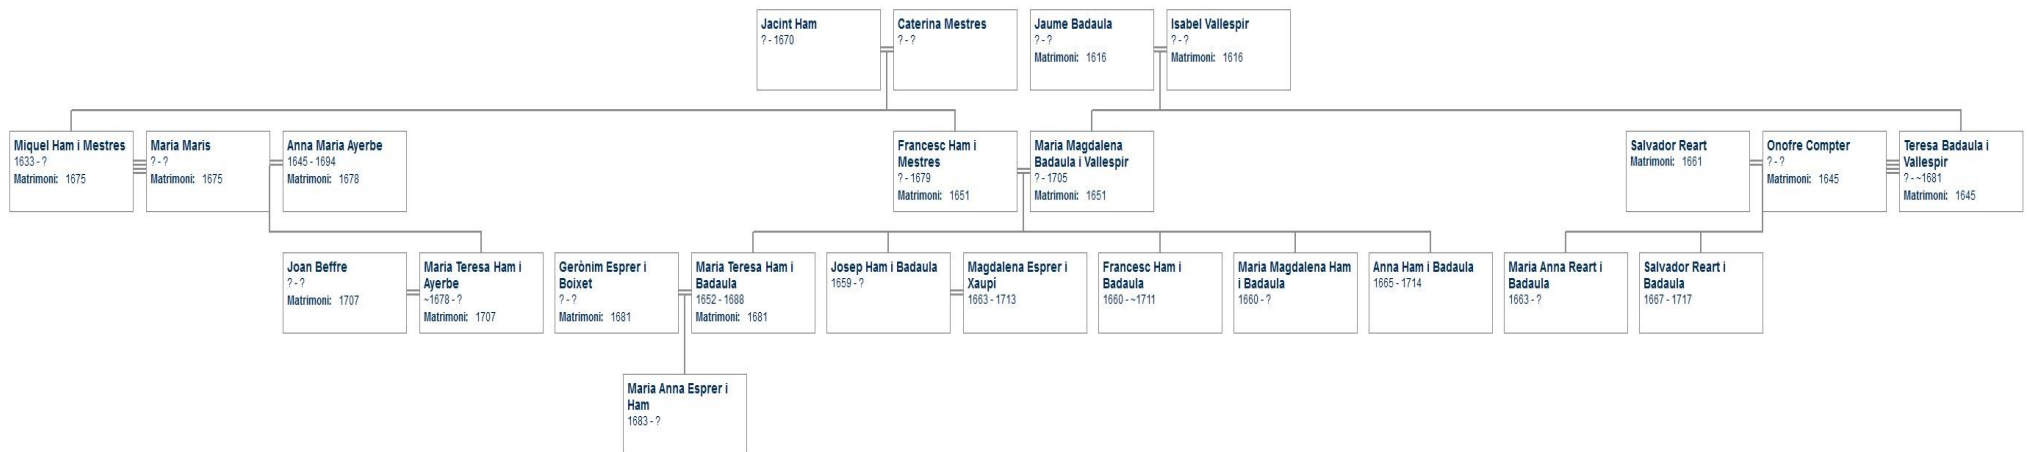 Jacint Ham
? - 1670
Caterina Mestres
? - ?
Jaume Badaula
? - ?
Matrimoni: 1616
Isabel Vallespir
? - ?
Matrimoni: 1616
Miquel Ham i Mestres
1633 - ?
Matrimoni: 1675
Maria Maris
? - ?
Matrimoni: 1675
Anna Maria Ayerbe
1645 - 1694
Matrimoni: 1678
Francesc Ham i
Mestres
? - 1679
Matrimoni: 1651
Maria Magdalena
Badaula i Vallespir
? - 1705
Matrimoni: 1651
Salvador Reart
Matrimoni: 1661
Onofre Compter
? - ?
Matrimoni: 1645
Teresa Badaula i
Vallespir
? - ~1681
Matrimoni: 1645
Joan Beffre
? - ?
Matrimoni: 1707
Maria Teresa Ham i
Ayerbe
~1678 - ?
Matrimoni: 1707
Gerònim Esprer i
Boixet
? - ?
Matrimoni: 1681
Maria Teresa Ham i
Badaula
1652 - 1688
Matrimoni: 1681
Josep Ham i Badaula
1659 - ?
Magdalena Esprer i
Xaupí
1663 - 1713
Francesc Ham i
Badaula
1660 - ~1711
Maria Magdalena Ham
i Badaula
1660 - ?
Anna Ham i Badaula
1665 - 1714
Maria Anna Reart i
Badaula
1663 - ?
Salvador Reart i
Badaula
1667 - 1717
Maria Anna Esprer i
Ham
1683 - ?